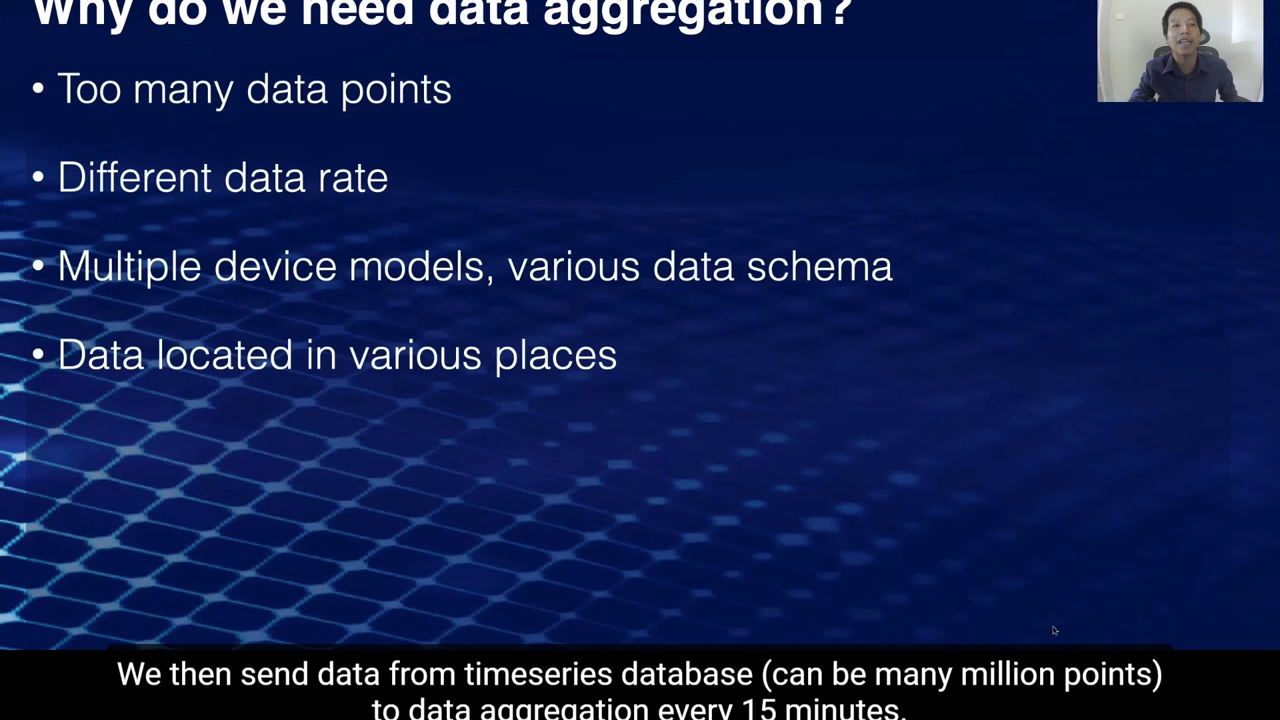 Why do we need data aggregation?
• Too many data points
• Different data rate
• Multiple device models, various data schema
• Data located in various places
We then send data from timeseries database (can be many million points)
to data aggregation every 15 minutes.